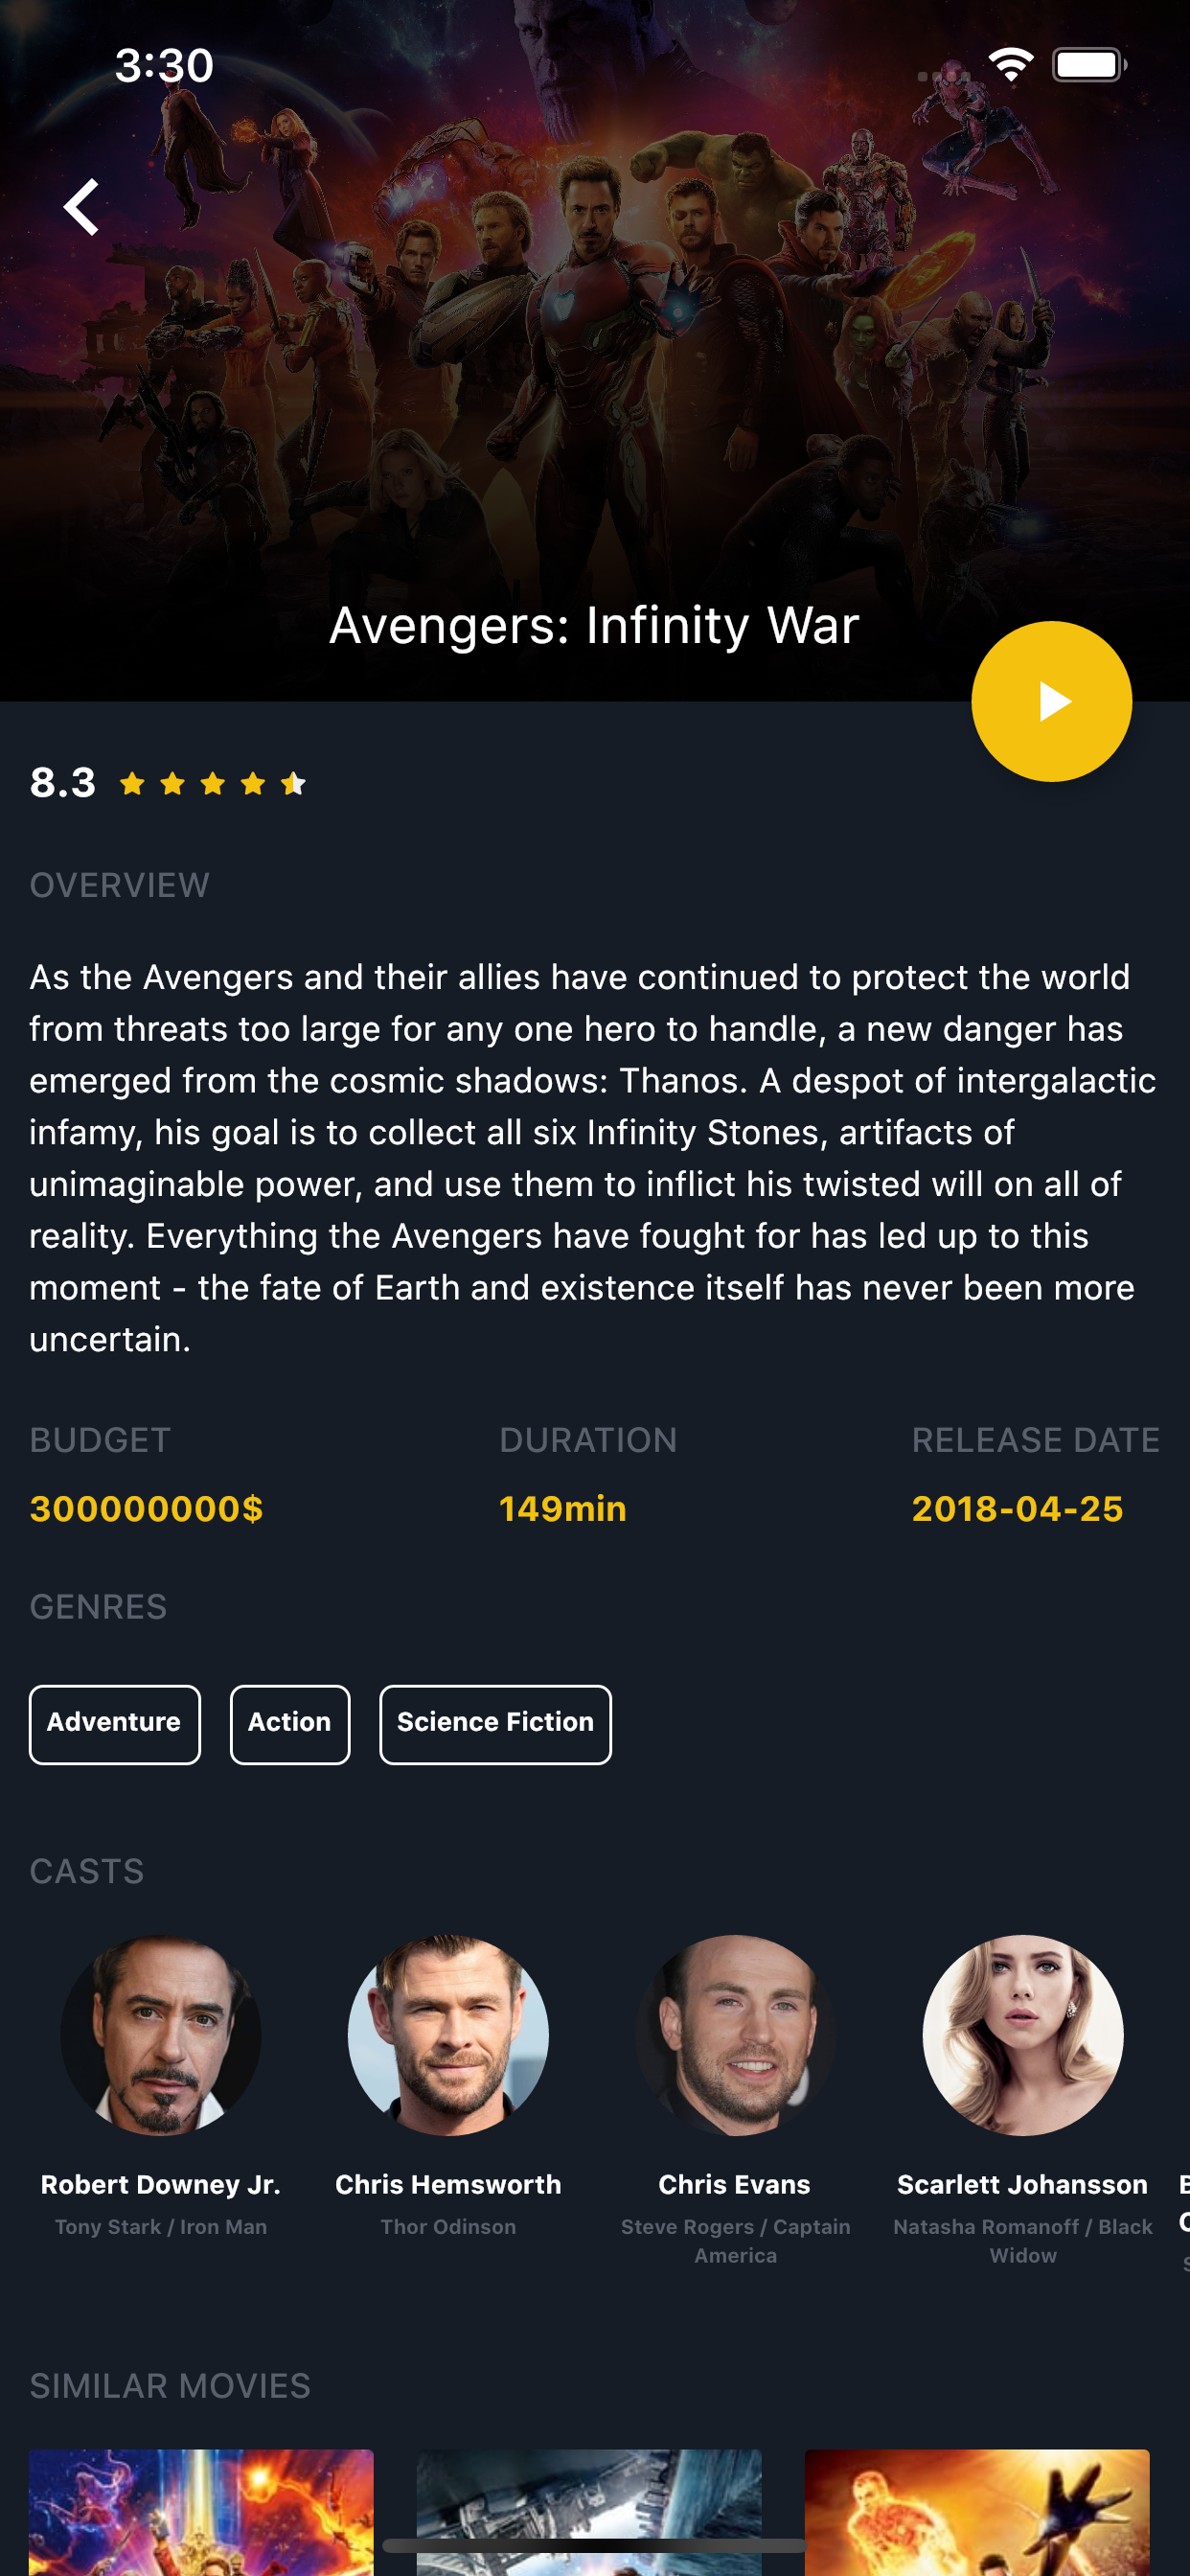 3:30
Avengers: Infinity War
8.3
OVERVIEW
As the Avengers and their allies have continued to protect the world
from threats too large for any one hero to handle, a new danger has
emerged from the cosmic shadows: Thanos. A despot of intergalactic
infamy, his goal is to collect all six Infinity Stones, artifacts of
unimaginable power, and use them to inflict his twisted will on all of
reality. Everything the Avengers have fought for has led up to this
moment - the fate of Earth and existence itself has never been more
uncertain.
BUDGET DURATION RELEASE DATE
300000000$ 149min 2018-04-25
GENRES
Adventure Action Science Fiction
CASTS
Robert Downey Jr. Chris Hemsworth Chris Evans Scarlett Johansson
Tony Stark / Iron Man Thor Odinson Steve Rogers / Captain Natasha Romanoff / Black
America Widow
SIMILAR MOVIES